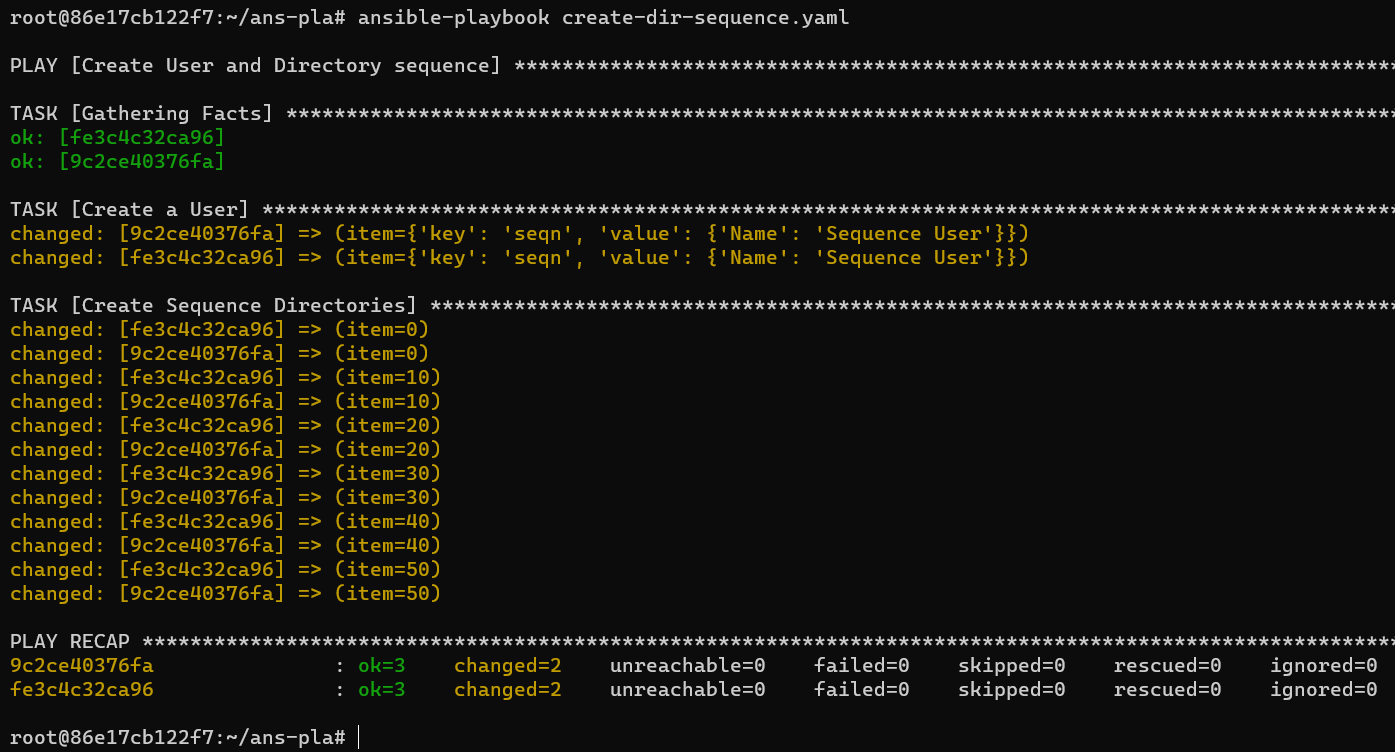 root@86e17cb122f7:~/ans-pla# ansible-playbook create-dir-sequence.yaml
PLAY [Create User and Directory sequence] *************************************************************************
TASK [Gathering Facts] ********************************************************************************************
ok: [fe3c4c32ca96]
ok: [9c2ce40376fa]
TASK [Create a User] **********************************************************************************************
changed: [9c2ce40376fa] => (item={'key': 'seqn', 'value': {'Name': 'Sequence User'}})
changed: [fe3c4c32ca96] => (item={'key': 'seqn', 'value': {'Name': 'Sequence User'}})
TASK [Create Sequence Directories] ********************************************************************************
changed: [fe3c4c32ca96] => (item=0)
changed: [9c2ce40376fa] => (item=0)
changed: [fe3c4c32ca96] => (item=10)
changed: [9c2ce40376fa] => (item=10)
changed: [fe3c4c32ca96] => (item=20)
changed: [9c2ce40376fa] => (item=20)
changed: [fe3c4c32ca96] => (item=30)
changed: [9c2ce40376fa] => (item=30)
changed: [fe3c4c32ca96] => (item=40)
changed: [9c2ce40376fa] => (item=40)
changed: [fe3c4c32ca96] => (item=50)
changed: [9c2ce40376fa] => (item=50)
PLAY RECAP ********************************************************************************************************
9c2ce40376fa               : ok=3    changed=2    unreachable=0    failed=0    skipped=0    rescued=0    ignored=0
fe3c4c32ca96               : ok=3    changed=2    unreachable=0    failed=0    skipped=0    rescued=0    ignored=0
root@86e17cb122f7:~/ans-pla#